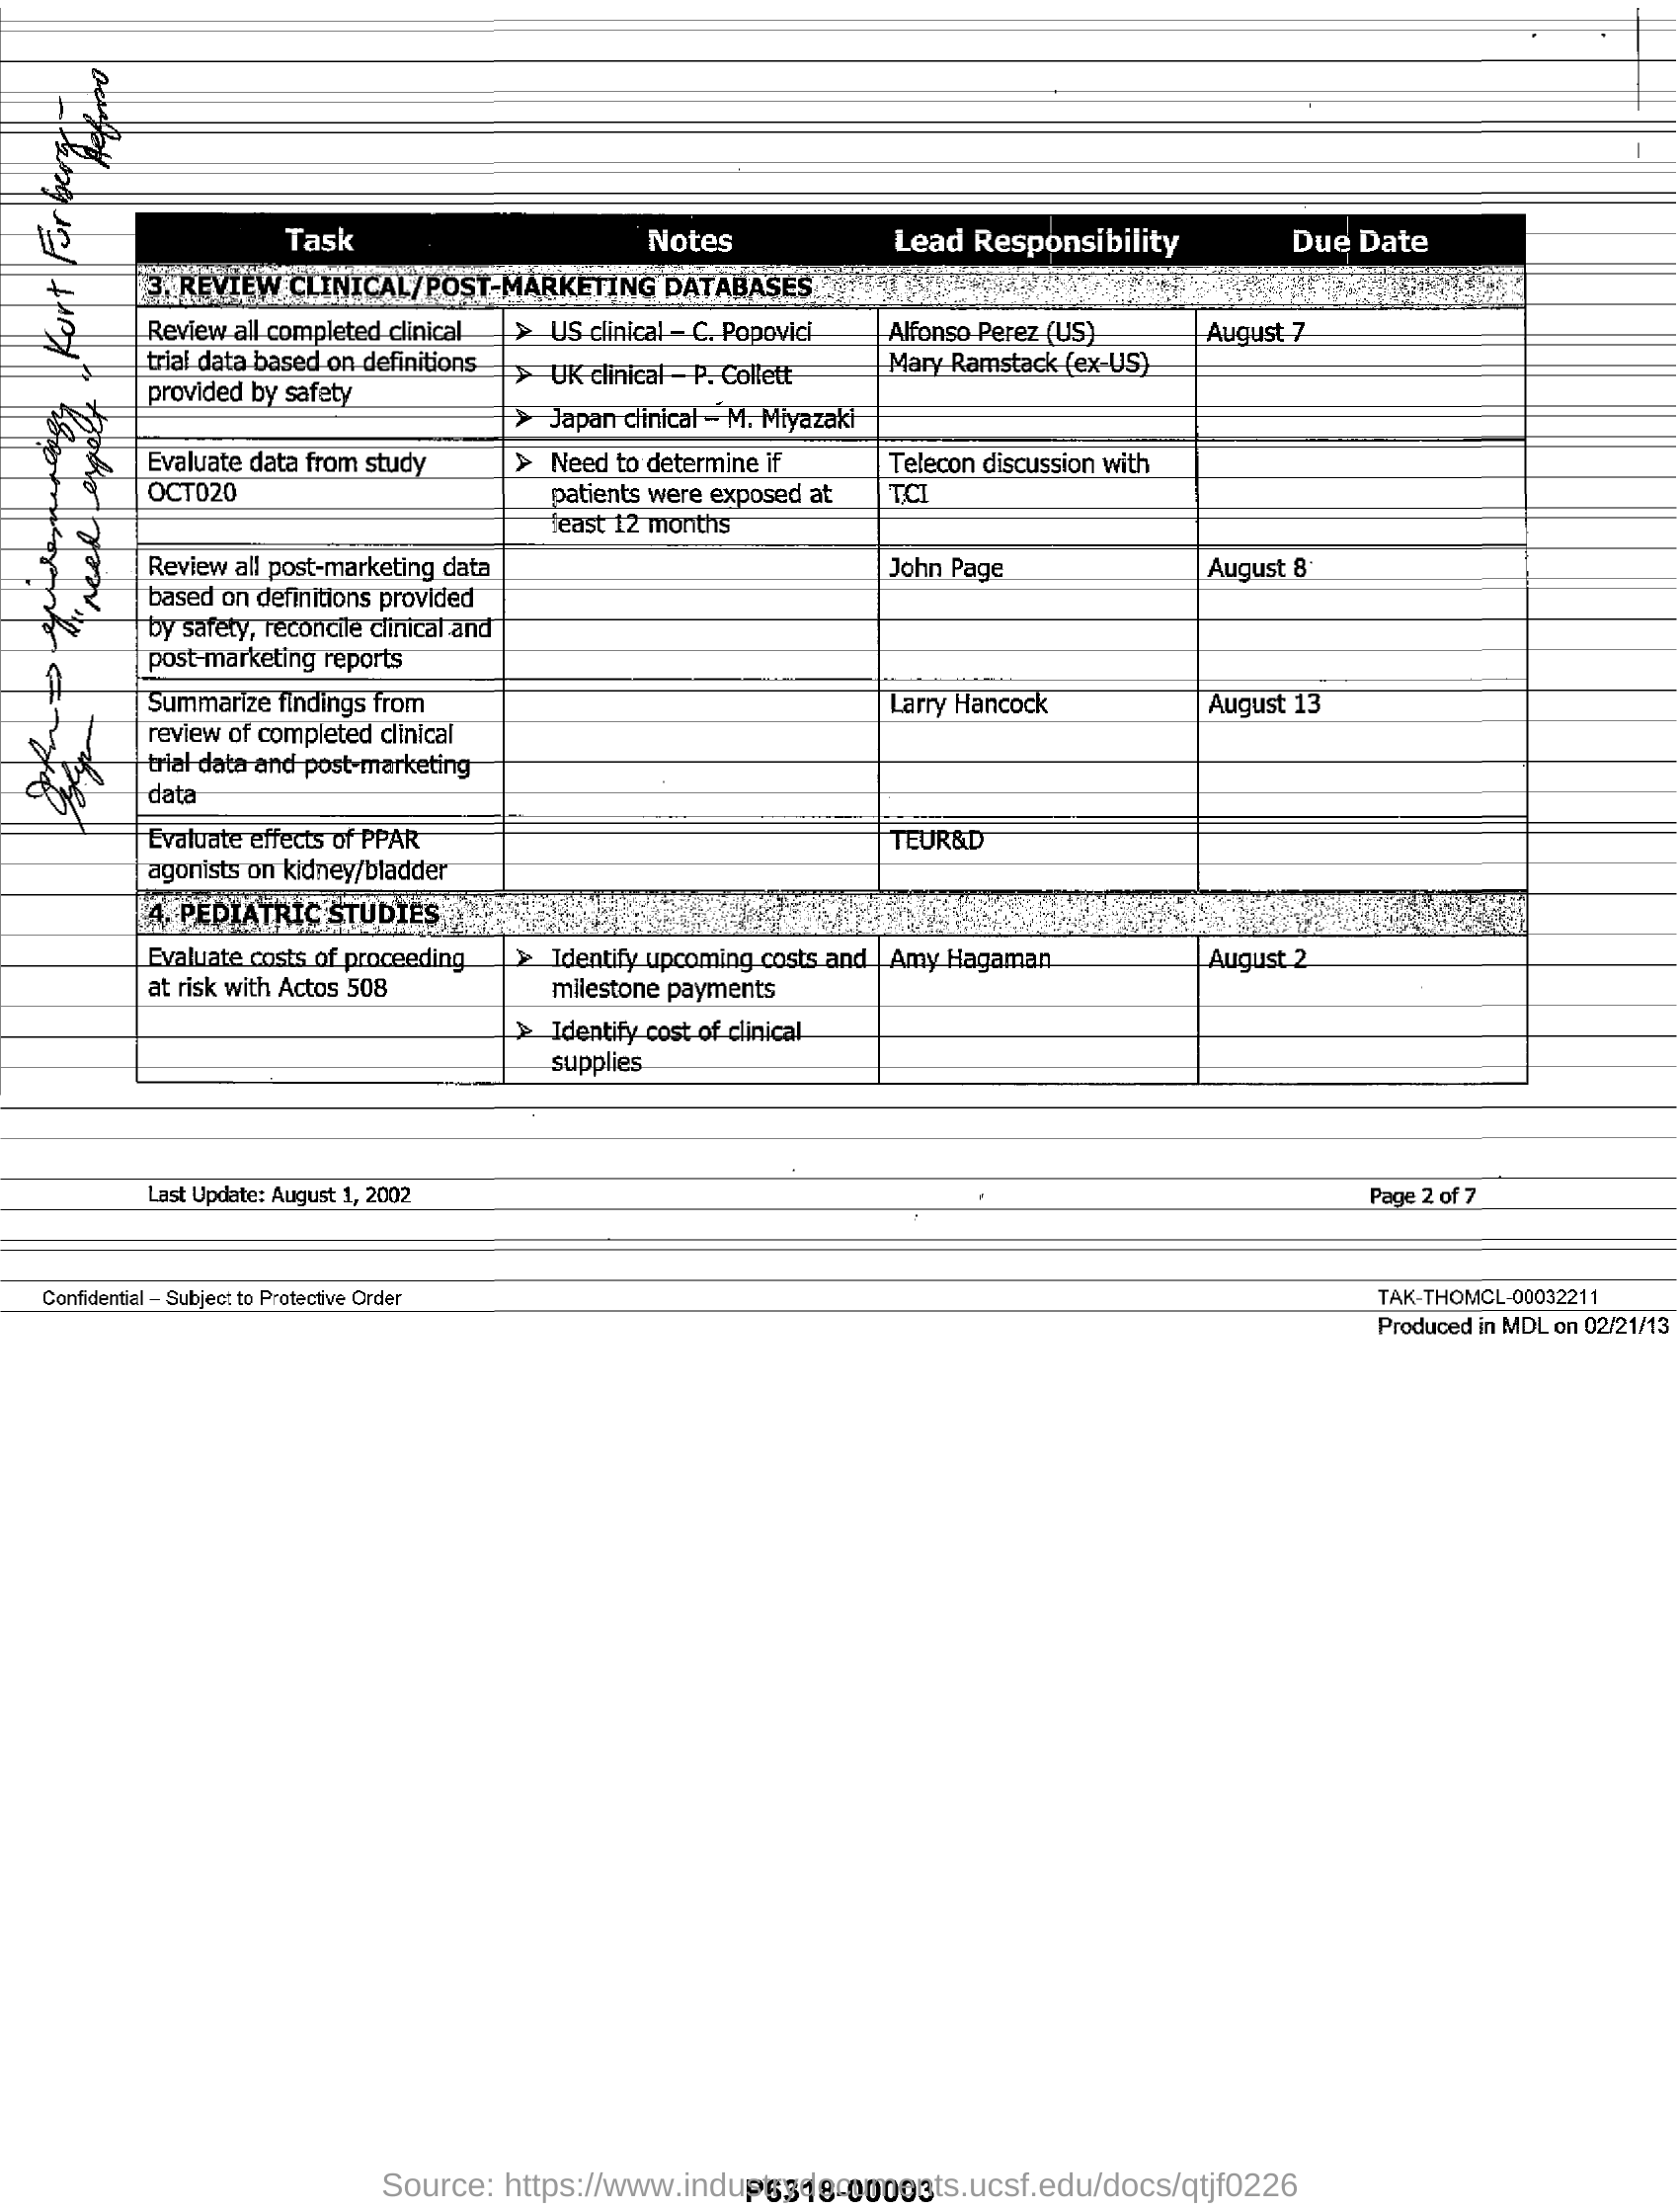 Task Notes Lead Responsibility Due Date
3. REVIEW CLINICAL/POST-MARKETING DATABASES
Review all completed clinical
trial data based on definitions
provided by safety
➢ US clinical – C. Popovici
➢ UK clinical – P. Collett
➢ Japan clinical – M. Miyazaki
Alfonso Perez (US)
Mary Ramstack (ex-US)
August 7
Evaluate data from study
OCT020
➢ Need to determine if
patients were exposed at
least 12 months
Telecon discussion with
TCI
Review all post-marketing data
based on definitions provided
by safety, reconcile clinical and
post-marketing reports
John Page
August 8
Summarize findings from
review of completed clinical
trial data and post-marketing
data
Larry Hancock
August 13
Evaluate effects of PPAR
agonists on kidney/bladder
TEUR&D
4. PEDIATRIC STUDIES
Evaluate costs of proceeding
at risk with Actos 508
➢ Identify upcoming costs and
milestone payments
➢ Identify cost of clinical
supplies
Amy Hagaman
August 2
John ⇒ epidemiology
"need expert" Kurt Furberg –
Alfonso
Last Update: August 1, 2002
Page 2 of 7
Confidential – Subject to Protective Order
TAK-THOMCL-00032211
Produced in MDL on 02/21/13
Source: https://www.industrydocuments.ucsf.edu/docs/qtjf0226